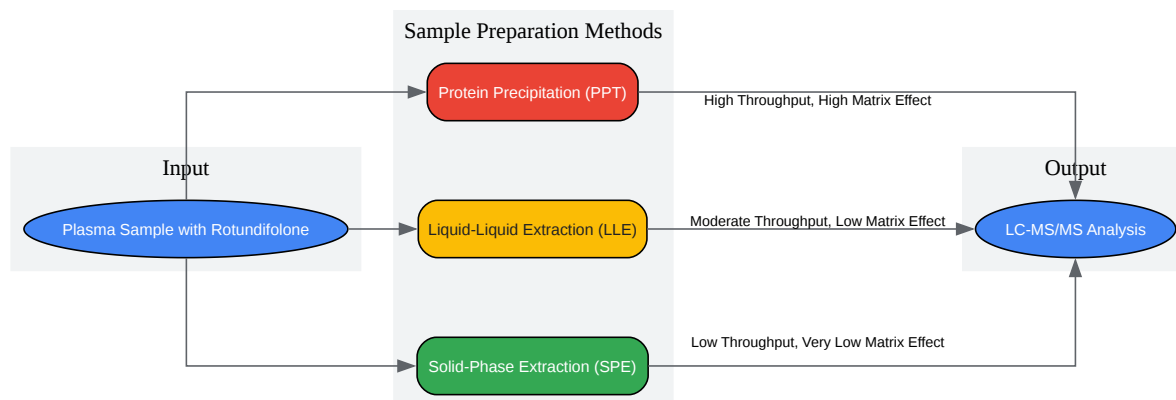 Sample Preparation Methods
Protein Precipitation (PPT)
High Throughput, High Matrix Effect
Input
Output
Plasma Sample with Rotundifolone
Liquid-Liquid Extraction (LLE)
Moderate Throughput, Low Matrix Effect
LC-MS/MS Analysis
Solid-Phase Extraction (SPE)
Low Throughput, Very Low Matrix Effect